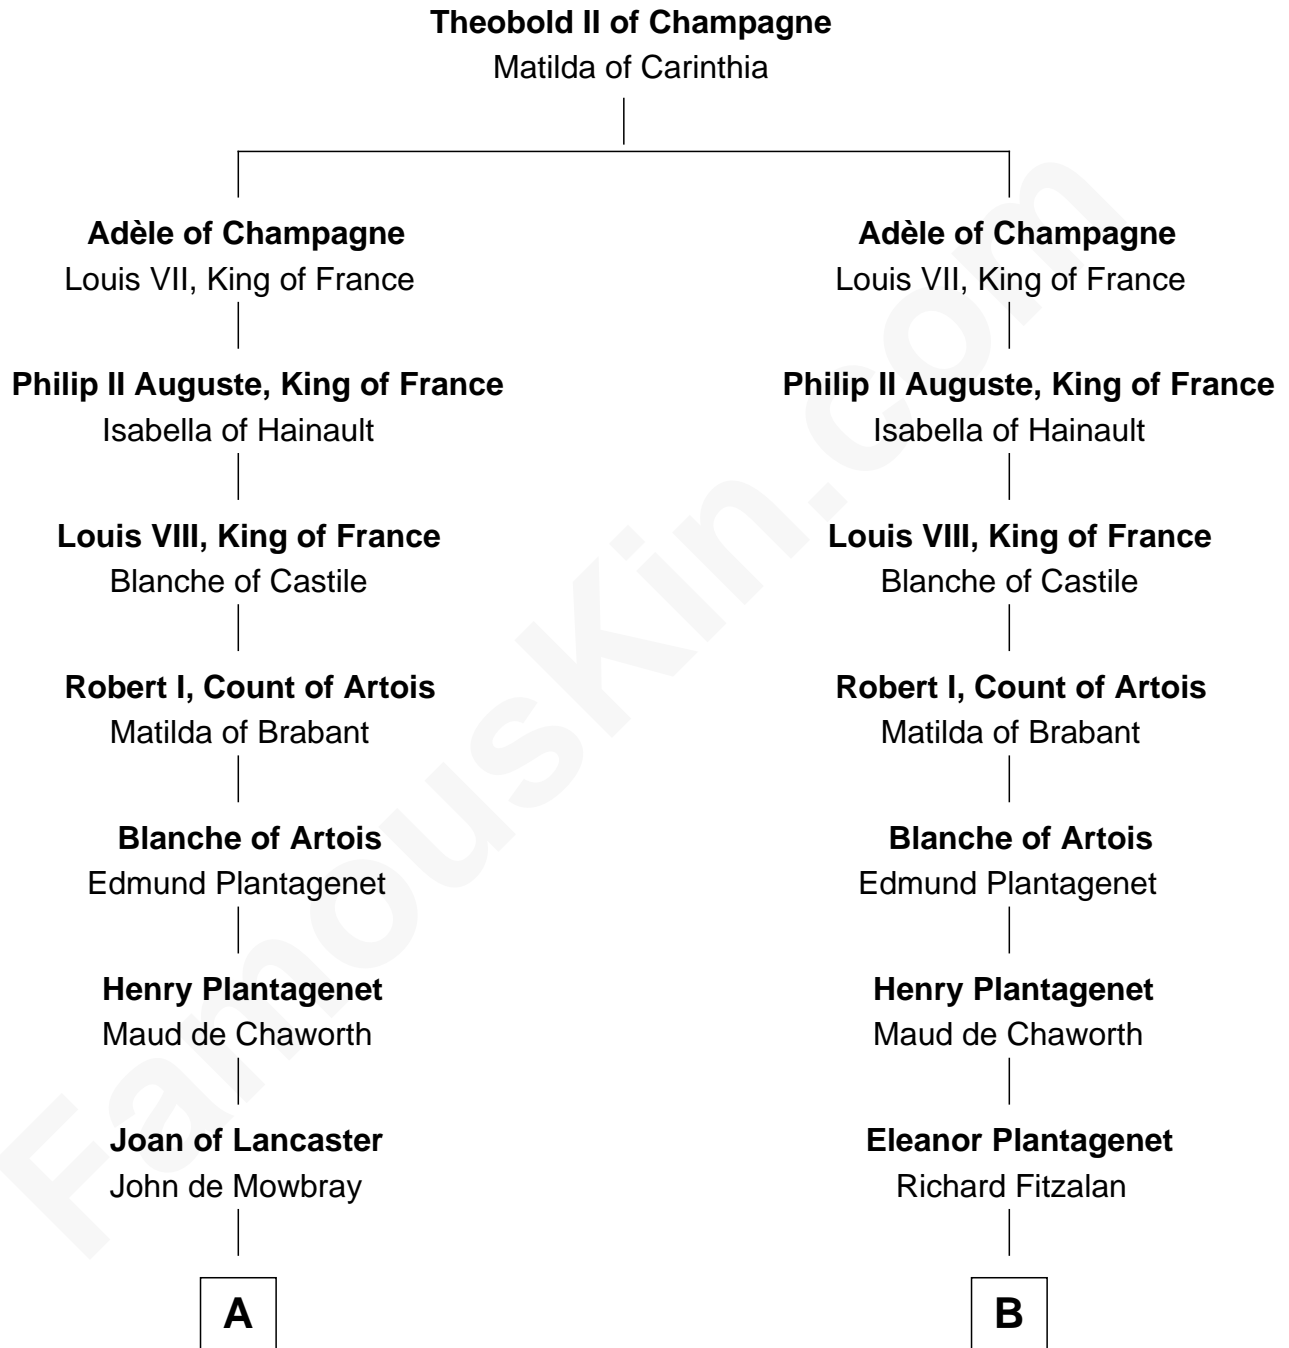 Theobold II of Champagne
Matilda of Carinthia
Adèle of Champagne
Louis VII, King of France
Philip II Auguste, King of France
Isabella of Hainault
Louis VIII, King of France
Blanche of Castile
Robert I, Count of Artois
Matilda of Brabant
Blanche of Artois
Edmund Plantagenet
Henry Plantagenet
Maud de Chaworth
Joan of Lancaster
John de Mowbray
A
Adèle of Champagne
Louis VII, King of France
Philip II Auguste, King of France
Isabella of Hainault
Louis VIII, King of France
Blanche of Castile
Robert I, Count of Artois
Matilda of Brabant
Blanche of Artois
Edmund Plantagenet
Henry Plantagenet
Maud de Chaworth
Eleanor Plantagenet
Richard Fitzalan
B
FamousKin.com